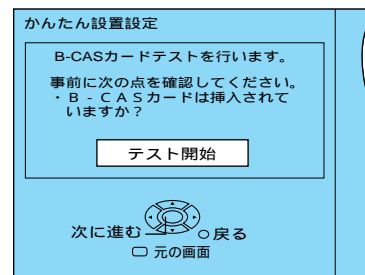 かんたん設置設定
B-CASカードテストを行います。
事前に次の点を確認してください。
・B-CASカードは挿入されて
いますか？
テスト開始
次に進む
戻る
元の画面